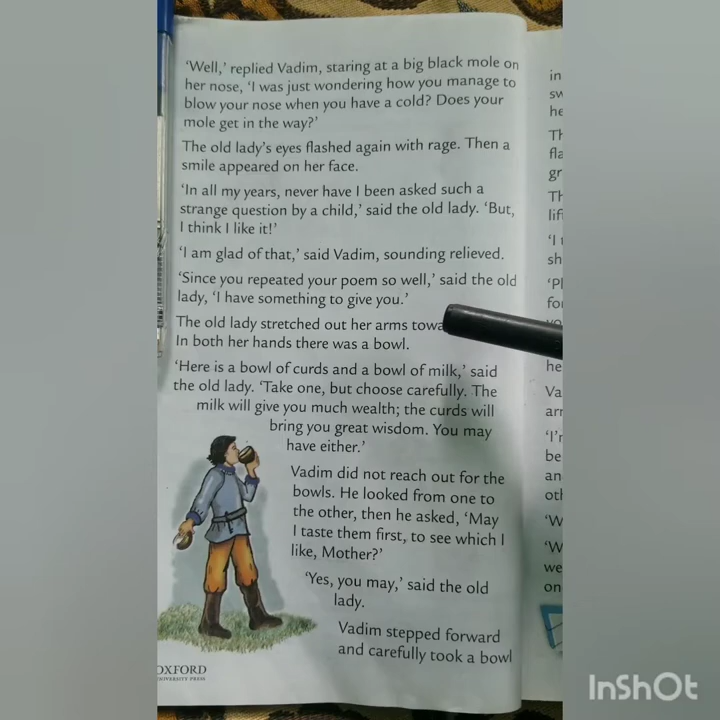 ‘Well,’ replied Vadim, staring at a big black mole on
her nose, ‘I was just wondering how you manage to
blow your nose when you have a cold? Does your
mole get in the way?’
The old lady’s eyes flashed again with rage. Then a
smile appeared on her face.
‘In all my years, never have I been asked such a
strange question by a child,’ said the old lady. ‘But,
I think I like it!’
‘I am glad of that,’ said Vadim, sounding relieved.
‘Since you repeated your poem so well,’ said the old
lady, ‘I have something to give you.’
The old lady stretched out her arms
In both her hands there was a bowl.
‘Here is a bowl of curds and a bowl of milk,’ said
the old lady. ‘Take one, but choose carefully. The
milk will give you much wealth; the curds will
bring you great wisdom. You may
have either.’
Vadim did not reach out for the
bowls. He looked from one to
the other, then he asked, ‘May
I taste them first, to see which I
like, Mother?’
‘Yes, you may,’ said the old
lady.
Vadim stepped forward
and carefully took a bowl
OXFORD
UNIVERSITY PRESS
InShOt